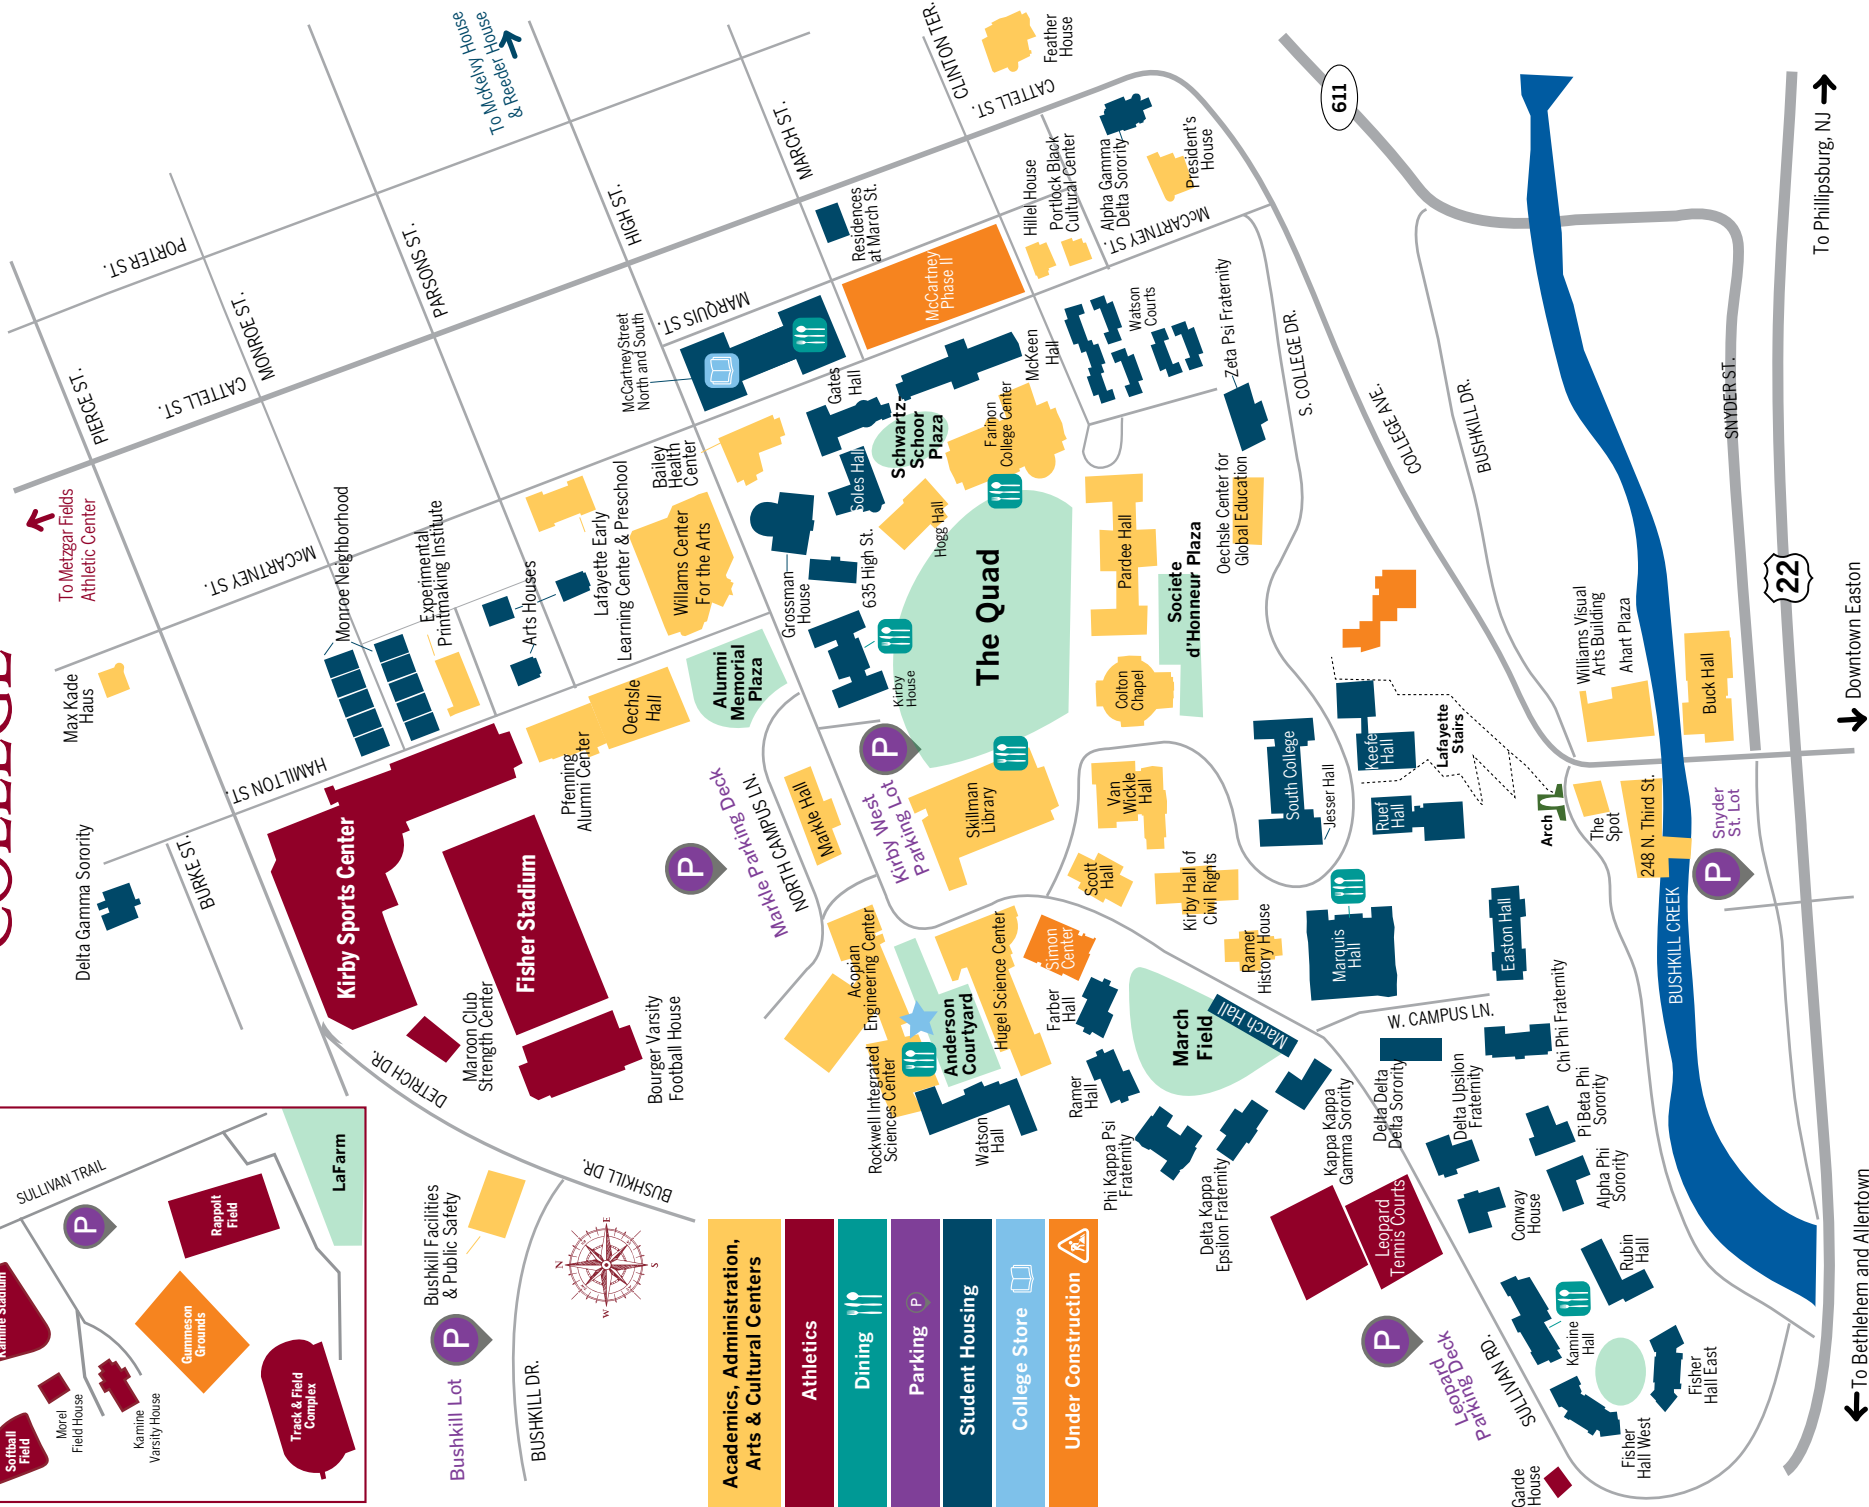 COLLEGE
To McKelvy House
& Reeder House
To Metzgar Fields
Athletic Center
PORTER ST.
MONROE ST.
PIERCE ST.
CATTELL ST.
PARSONS ST.
HIGH ST.
MARCH ST.
CLINTON TER.
CATTELL ST.
Feather
House
611
McCARTNEY ST.
MARQUIS ST.
McCARTNEY ST.
HAMILTON ST.
BURKE ST.
Max Kade
Haus
Delta Gamma Sorority
Monroe Neighborhood
Experimental
Printmaking Institute
Arts Houses
Lafayette Early
Learning Center & Preschool
Willams Center
For the Arts
Bailey
Health
Center
McCartneyStreet
North and South
Residences
at March St.
McCartney
Phase II
Hillel House
Portlock Black
Cultural Center
Alpha Gamma
Delta Sorority
President's
House
Watson
Courts
Zeta Psi Fraternity
Gates
Hall
McKeen
Hall
Soles Hall
Schwartz-
Schoor
Plaza
Farinon
College Center
Hogg Hall
Grossman
House
635 High St.
Kirby
House
The Quad
Pardee Hall
Societe
d'Honneur Plaza
Oechsle Center for
Global Education
Colton
Chapel
Oechsle
Hall
Alumni
Memorial
Plaza
Pfenning
Alumni Center
Kirby Sports Center
Fisher Stadium
Maroon Club
Strength Center
Bourger Varsity
Football House
DETRICH DR.
BUSHKILL DR.
P
Markle Parking Deck
NORTH CAMPUS LN.
Markle Hall
P
Kirby West
Parking Lot
Skillman
Library
Van
Wickle
Hall
Scott
Hall
Kirby Hall of
Civil Rights
Ramer
History House
South College
Jesser Hall
Keefe
Hall
Ruef
Hall
Lafayette
Stairs
Arch
The
Spot
248 N. Third St.
Williams Visual
Arts Building
Ahart Plaza
Buck Hall
P
Snyder
St. Lot
BUSHKILL CREEK
S. COLLEGE DR.
COLLEGE AVE.
BUSHKILL DR.
SNYDER ST.
22
To Phillipsburg, NJ
Downtown Easton
To Bethlehem and Allentown
Acopian
Engineering Center
Rockwell Integrated
Sciences Center
Anderson
Courtyard
Hugel Science Center
Watson
Hall
Simon
Center
Farber
Hall
Ramer
Hall
March
Field
March Hall
Marquis
Hall
Easton Hall
W. CAMPUS LN.
Phi Kappa Psi
Fraternity
Delta Kappa
Epsilon Fraternity
Kappa Kappa
Gamma Sorority
Delta Delta
Delta Sorority
Delta Upsilon
Fraternity
Chi Phi Fraternity
Pi Beta Phi
Sorority
Alpha Phi
Sorority
Conway
House
Rubin
Hall
Kamine
Hall
Fisher
Hall East
Fisher
Hall West
Garde
House
Leopard
Tennis Courts
P
Leopard
Parking Deck
SULLIVAN RD.
Bushkill Facilities
& Public Safety
P
Bushkill Lot
BUSHKILL DR.
N
E
S
W
Academics, Administration,
Arts & Cultural Centers
Athletics
Dining
Parking P
Student Housing
College Store
Under Construction
SULLIVAN TRAIL
P
LaFarm
Rappolt
Field
Gummeson
Grounds
Kamine Stadium
Morel
Field House
Kamine
Varsity House
Softball
Field
Track & Field
Complex